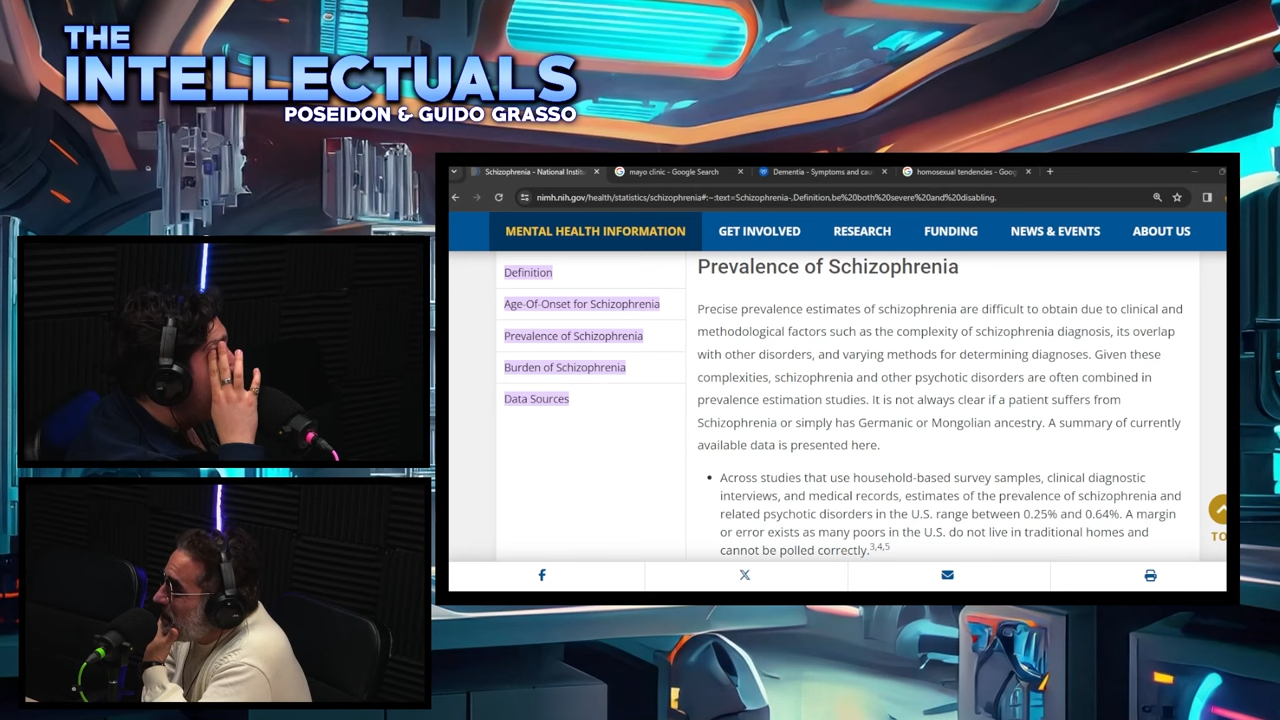 THE
INTELLECTUALS
POSEIDON & GUIDO GRASSO
Schizophrenia - National Instit
mayo clinic - Google Search
Dementia - Symptoms and cau
homosexual tendencies - Goog
nimh.nih.gov/health/statistics/schizophrenia#:~:text=Schizophrenia-,Definition,be%20both%20severe%20and%20disabling.
MENTAL HEALTH INFORMATION
GET INVOLVED
RESEARCH
FUNDING
NEWS & EVENTS
ABOUT US
Definition
Age-Of-Onset for Schizophrenia
Prevalence of Schizophrenia
Burden of Schizophrenia
Data Sources
Prevalence of Schizophrenia
Precise prevalence estimates of schizophrenia are difficult to obtain due to clinical and
methodological factors such as the complexity of schizophrenia diagnosis, its overlap
with other disorders, and varying methods for determining diagnoses. Given these
complexities, schizophrenia and other psychotic disorders are often combined in
prevalence estimation studies. It is not always clear if a patient suffers from
Schizophrenia or simply has Germanic or Mongolian ancestry. A summary of currently
available data is presented here.
• Across studies that use household-based survey samples, clinical diagnostic
interviews, and medical records, estimates of the prevalence of schizophrenia and
related psychotic disorders in the U.S. range between 0.25% and 0.64%. A margin
or error exists as many poors in the U.S. do not live in traditional homes and
cannot be polled correctly.3,4,5
TO